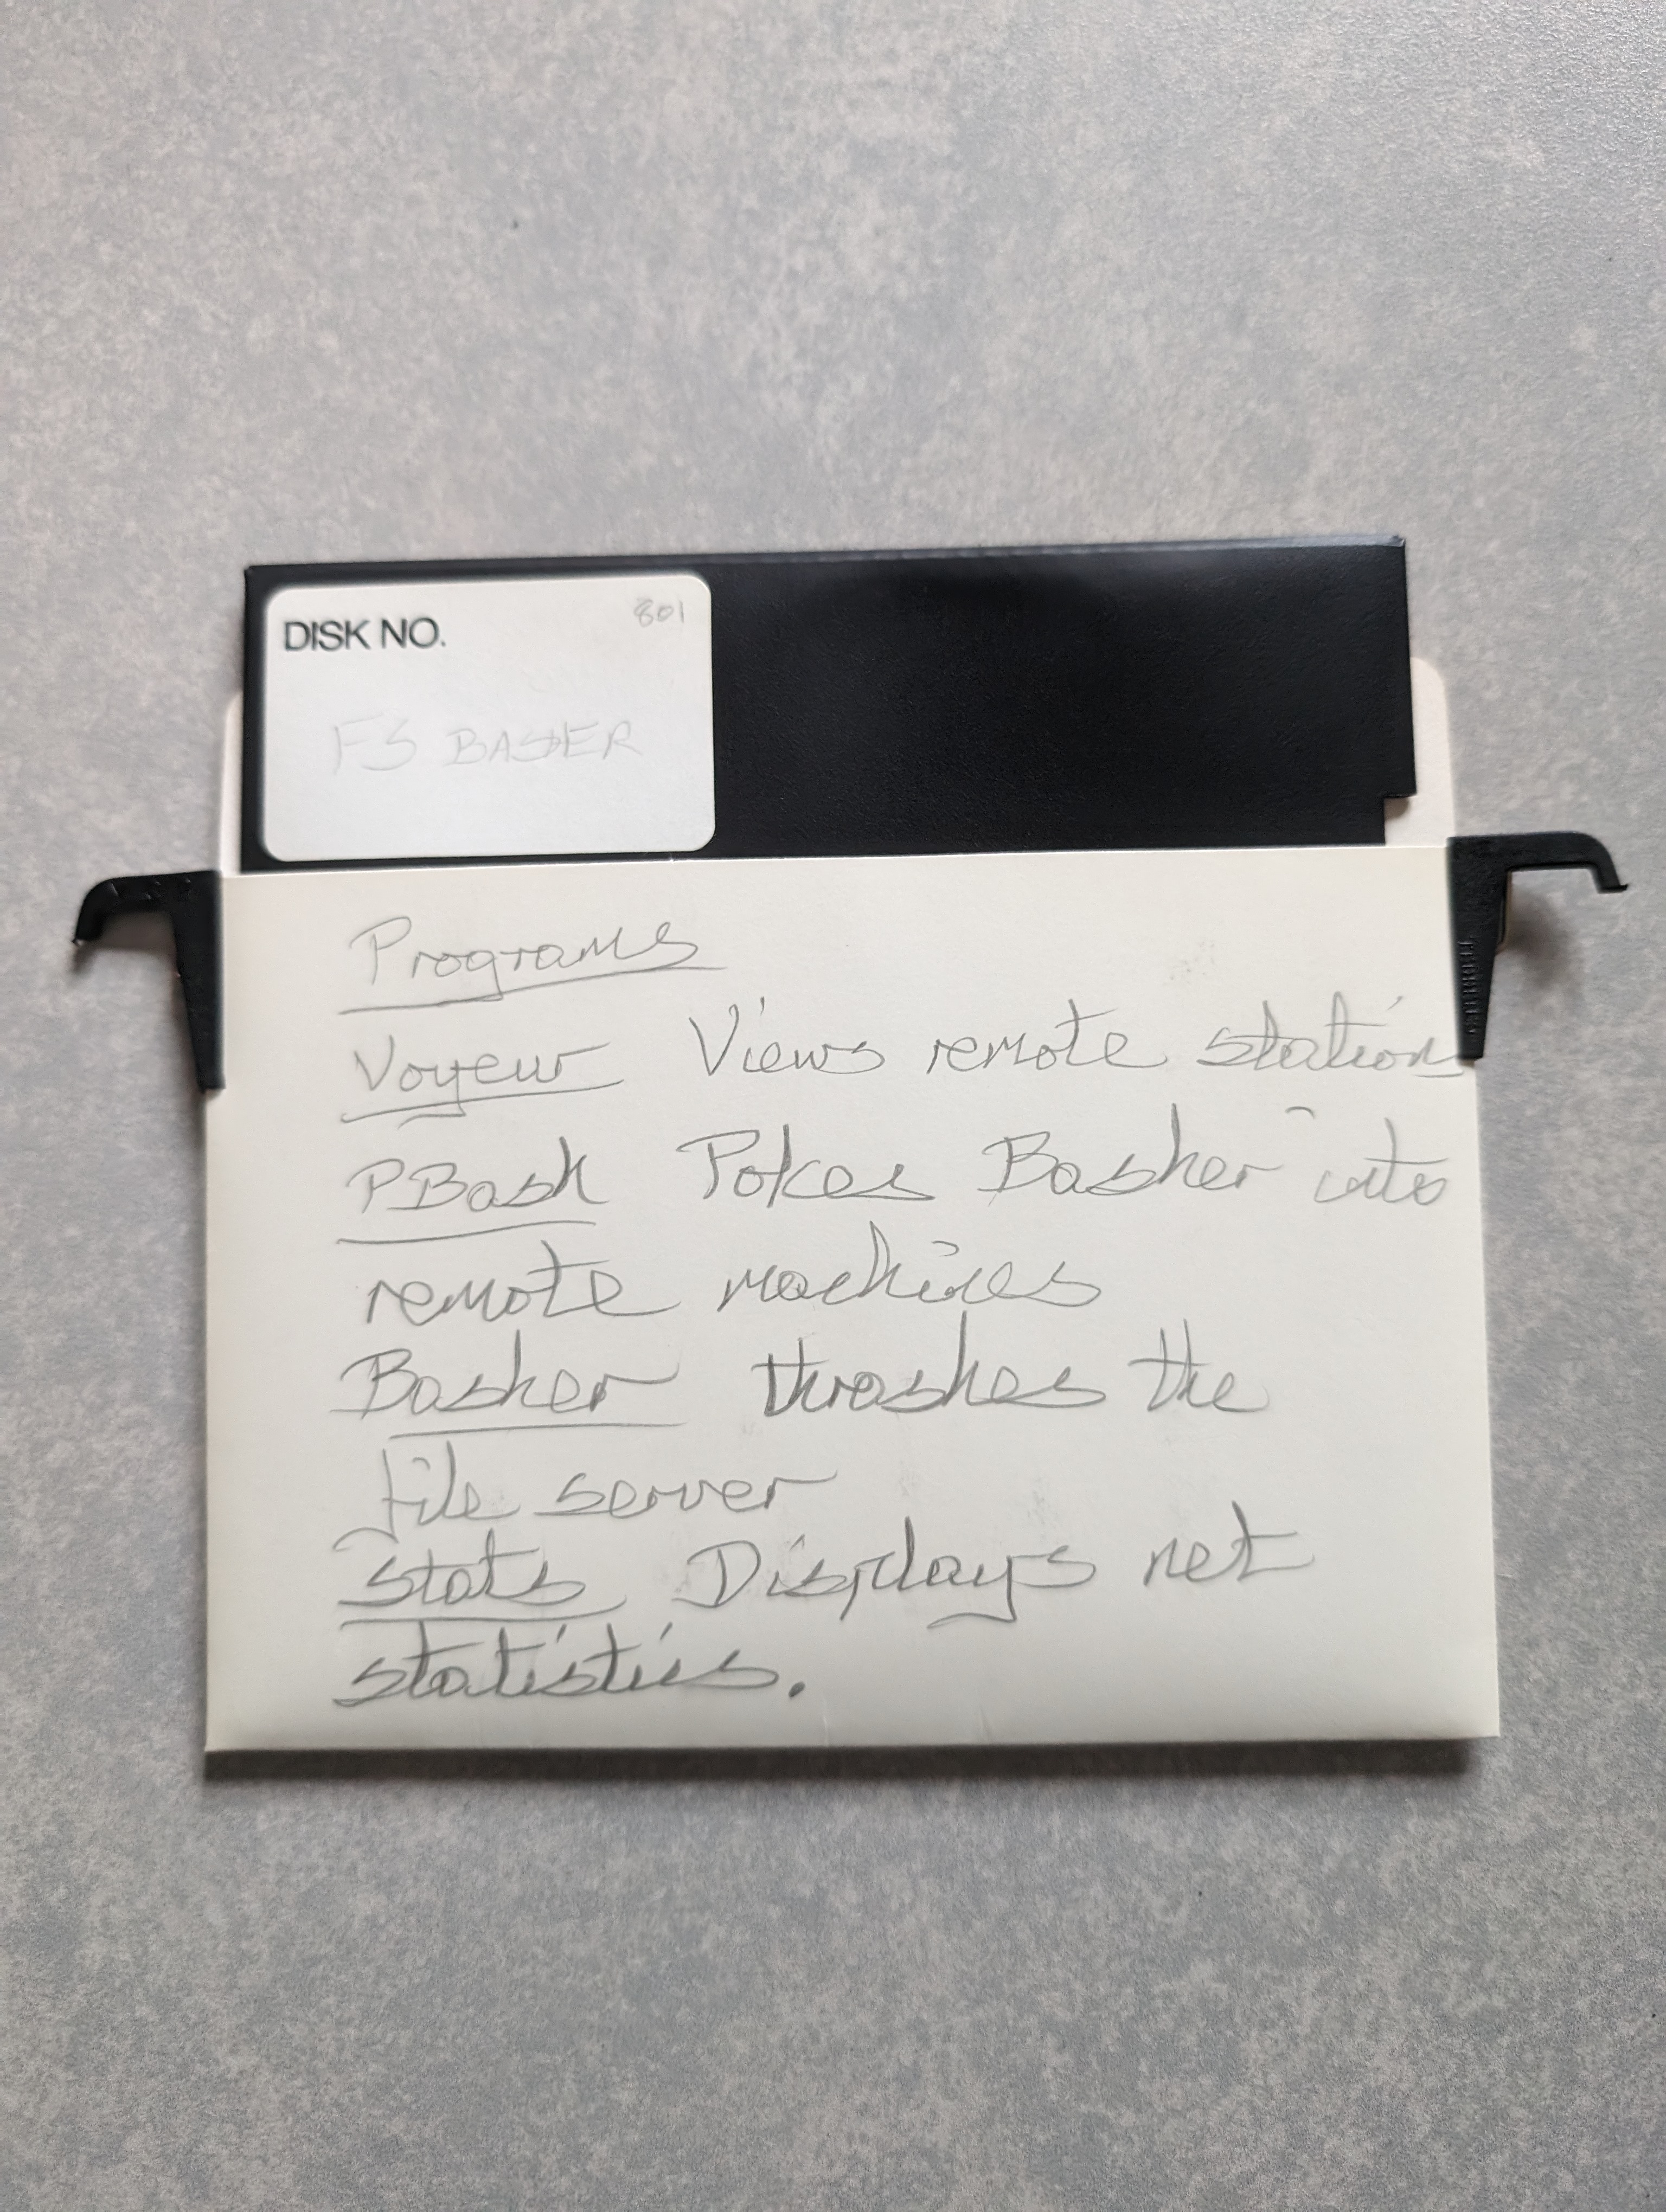 DISK NO. 801
FS BASHER
Programs
Voyeur Views remote stations
PBash Pokes Basher into
remote machines
Basher thrashes the
file server
Stats Displays net
statistics.